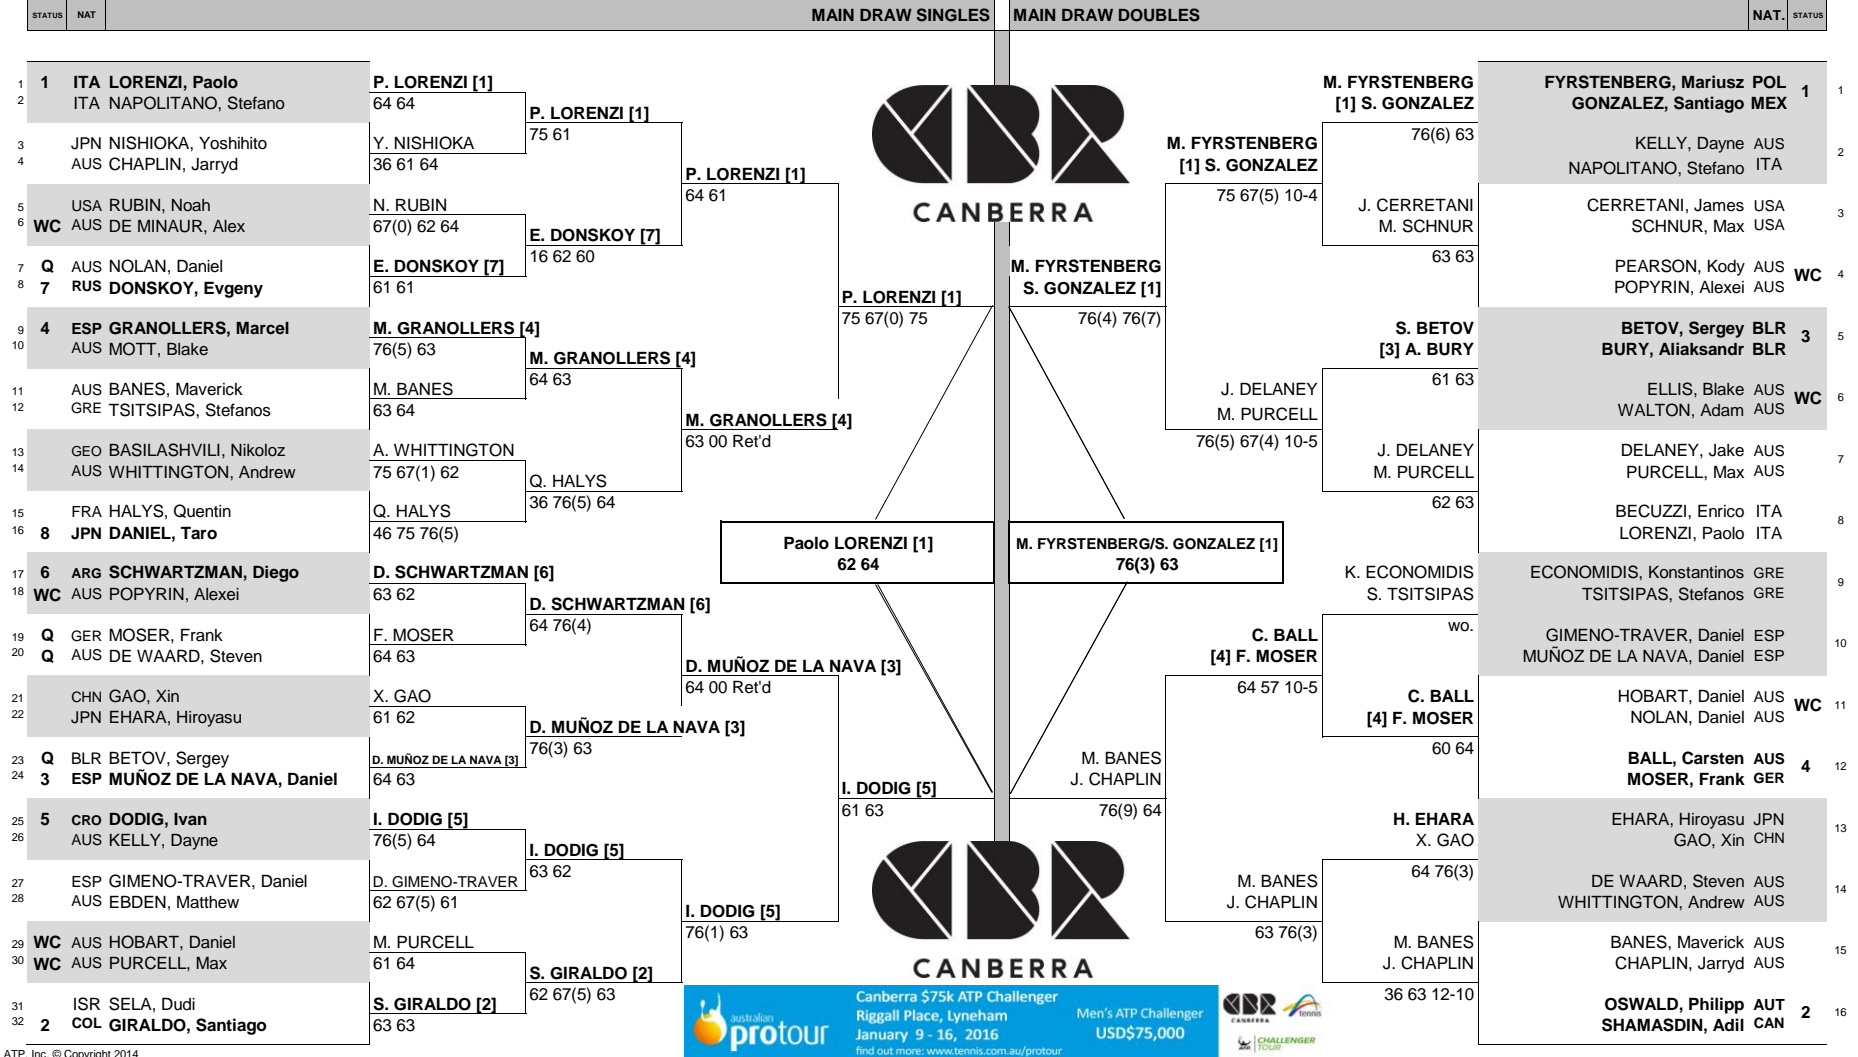 STATUS NAT MAIN DRAW SINGLES MAIN DRAW DOUBLES NAT. STATUS
1 1 ITA LORENZI, Paolo
2 ITA NAPOLITANO, Stefano
3 JPN NISHIOKA, Yoshihito
4 AUS CHAPLIN, Jarryd
5 USA RUBIN, Noah
6 WC AUS DE MINAUR, Alex
7 Q AUS NOLAN, Daniel
8 7 RUS DONSKOY, Evgeny
9 4 ESP GRANOLLERS, Marcel
10 AUS MOTT, Blake
11 AUS BANES, Maverick
12 GRE TSITSIPAS, Stefanos
13 GEO BASILASHVILI, Nikoloz
14 AUS WHITTINGTON, Andrew
15 FRA HALYS, Quentin
16 8 JPN DANIEL, Taro
17 6 ARG SCHWARTZMAN, Diego
18 WC AUS POPYRIN, Alexei
19 Q GER MOSER, Frank
20 Q AUS DE WAARD, Steven
21 CHN GAO, Xin
22 JPN EHARA, Hiroyasu
23 Q BLR BETOV, Sergey
24 3 ESP MUÑOZ DE LA NAVA, Daniel
25 5 CRO DODIG, Ivan
26 AUS KELLY, Dayne
27 ESP GIMENO-TRAVER, Daniel
28 AUS EBDEN, Matthew
29 WC AUS HOBART, Daniel
30 WC AUS PURCELL, Max
31 ISR SELA, Dudi
32 2 COL GIRALDO, Santiago
P. LORENZI [1]
64 64
Y. NISHIOKA
36 61 64
N. RUBIN
67(0) 62 64
E. DONSKOY [7]
61 61
M. GRANOLLERS [4]
76(5) 63
M. BANES
63 64
A. WHITTINGTON
75 67(1) 62
Q. HALYS
46 75 76(5)
D. SCHWARTZMAN [6]
63 62
F. MOSER
64 63
X. GAO
61 62
D. MUÑOZ DE LA NAVA [3]
64 63
I. DODIG [5]
76(5) 64
D. GIMENO-TRAVER
62 67(5) 61
M. PURCELL
61 64
S. GIRALDO [2]
63 63
P. LORENZI [1]
75 61
E. DONSKOY [7]
16 62 60
M. GRANOLLERS [4]
64 63
Q. HALYS
36 76(5) 64
D. SCHWARTZMAN [6]
64 76(4)
D. MUÑOZ DE LA NAVA [3]
76(3) 63
I. DODIG [5]
63 62
S. GIRALDO [2]
62 67(5) 63
P. LORENZI [1]
64 61
M. GRANOLLERS [4]
63 00 Ret'd
D. MUÑOZ DE LA NAVA [3]
64 00 Ret'd
I. DODIG [5]
76(1) 63
P. LORENZI [1]
75 67(0) 75
I. DODIG [5]
61 63
Paolo LORENZI [1]
62 64
CBR
CANBERRA
M. FYRSTENBERG/S. GONZALEZ [1]
76(3) 63
M. FYRSTENBERG
S. GONZALEZ [1]
76(4) 76(7)
M. BANES
J. CHAPLIN
76(9) 64
M. FYRSTENBERG
[1] S. GONZALEZ
75 67(5) 10-4
J. DELANEY
M. PURCELL
76(5) 67(4) 10-5
C. BALL
[4] F. MOSER
64 57 10-5
M. BANES
J. CHAPLIN
63 76(3)
M. FYRSTENBERG
[1] S. GONZALEZ
76(6) 63
J. CERRETANI
M. SCHNUR
63 63
S. BETOV
[3] A. BURY
61 63
J. DELANEY
M. PURCELL
62 63
K. ECONOMIDIS
S. TSITSIPAS
wo.
C. BALL
[4] F. MOSER
60 64
H. EHARA
X. GAO
64 76(3)
M. BANES
J. CHAPLIN
36 63 12-10
FYRSTENBERG, Mariusz POL 1 1
GONZALEZ, Santiago MEX
KELLY, Dayne AUS 2
NAPOLITANO, Stefano ITA
CERRETANI, James USA 3
SCHNUR, Max USA
PEARSON, Kody AUS WC 4
POPYRIN, Alexei AUS
BETOV, Sergey BLR 3 5
BURY, Aliaksandr BLR
ELLIS, Blake AUS WC 6
WALTON, Adam AUS
DELANEY, Jake AUS 7
PURCELL, Max AUS
BECUZZI, Enrico ITA 8
LORENZI, Paolo ITA
ECONOMIDIS, Konstantinos GRE 9
TSITSIPAS, Stefanos GRE
GIMENO-TRAVER, Daniel ESP 10
MUÑOZ DE LA NAVA, Daniel ESP
HOBART, Daniel AUS WC 11
NOLAN, Daniel AUS
BALL, Carsten AUS 4 12
MOSER, Frank GER
EHARA, Hiroyasu JPN 13
GAO, Xin CHN
DE WAARD, Steven AUS 14
WHITTINGTON, Andrew AUS
BANES, Maverick AUS 15
CHAPLIN, Jarryd AUS
OSWALD, Philipp AUT 2 16
SHAMASDIN, Adil CAN
CBR
CANBERRA
australian
protour
Canberra $75k ATP Challenger
Riggall Place, Lyneham
January 9 - 16, 2016
find out more: www.tennis.com.au/protour
Men's ATP Challenger
USD$75,000
CBR
CANBERRA
tennis
CHALLENGER
TOUR
ATP, Inc. © Copyright 2014